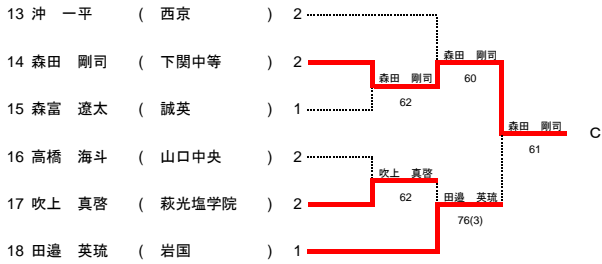 13 沖　一平 ( 西京 ) 2
14 森田　剛司 ( 下関中等 ) 2
15 森富　遼太 ( 誠英 ) 1
16 高橋　海斗 ( 山口中央 ) 2
17 吹上　真啓 ( 萩光塩学院 ) 2
18 田邉　英琉 ( 岩国 ) 1
森田　剛司
62
吹上　真啓
62
森田　剛司
60
田邉　英琉
76(3)
森田　剛司
61
C